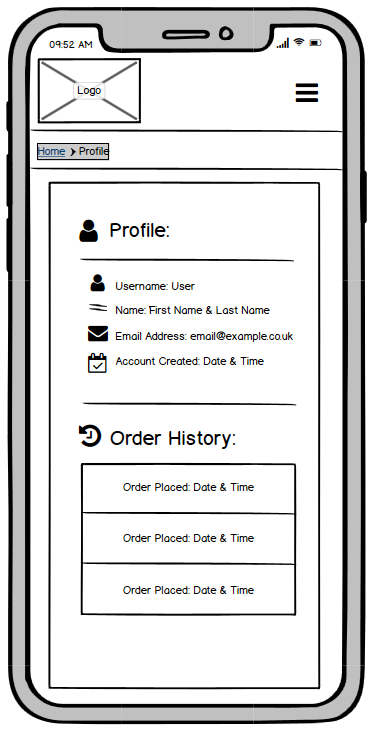 09:52 AM
Logo
Home Profile
Profile:
Username: User
Name: First Name & Last Name
Email Address: email@example.co.uk
Account Created: Date & Time
Order History:
Order Placed: Date & Time
Order Placed: Date & Time
Order Placed: Date & Time